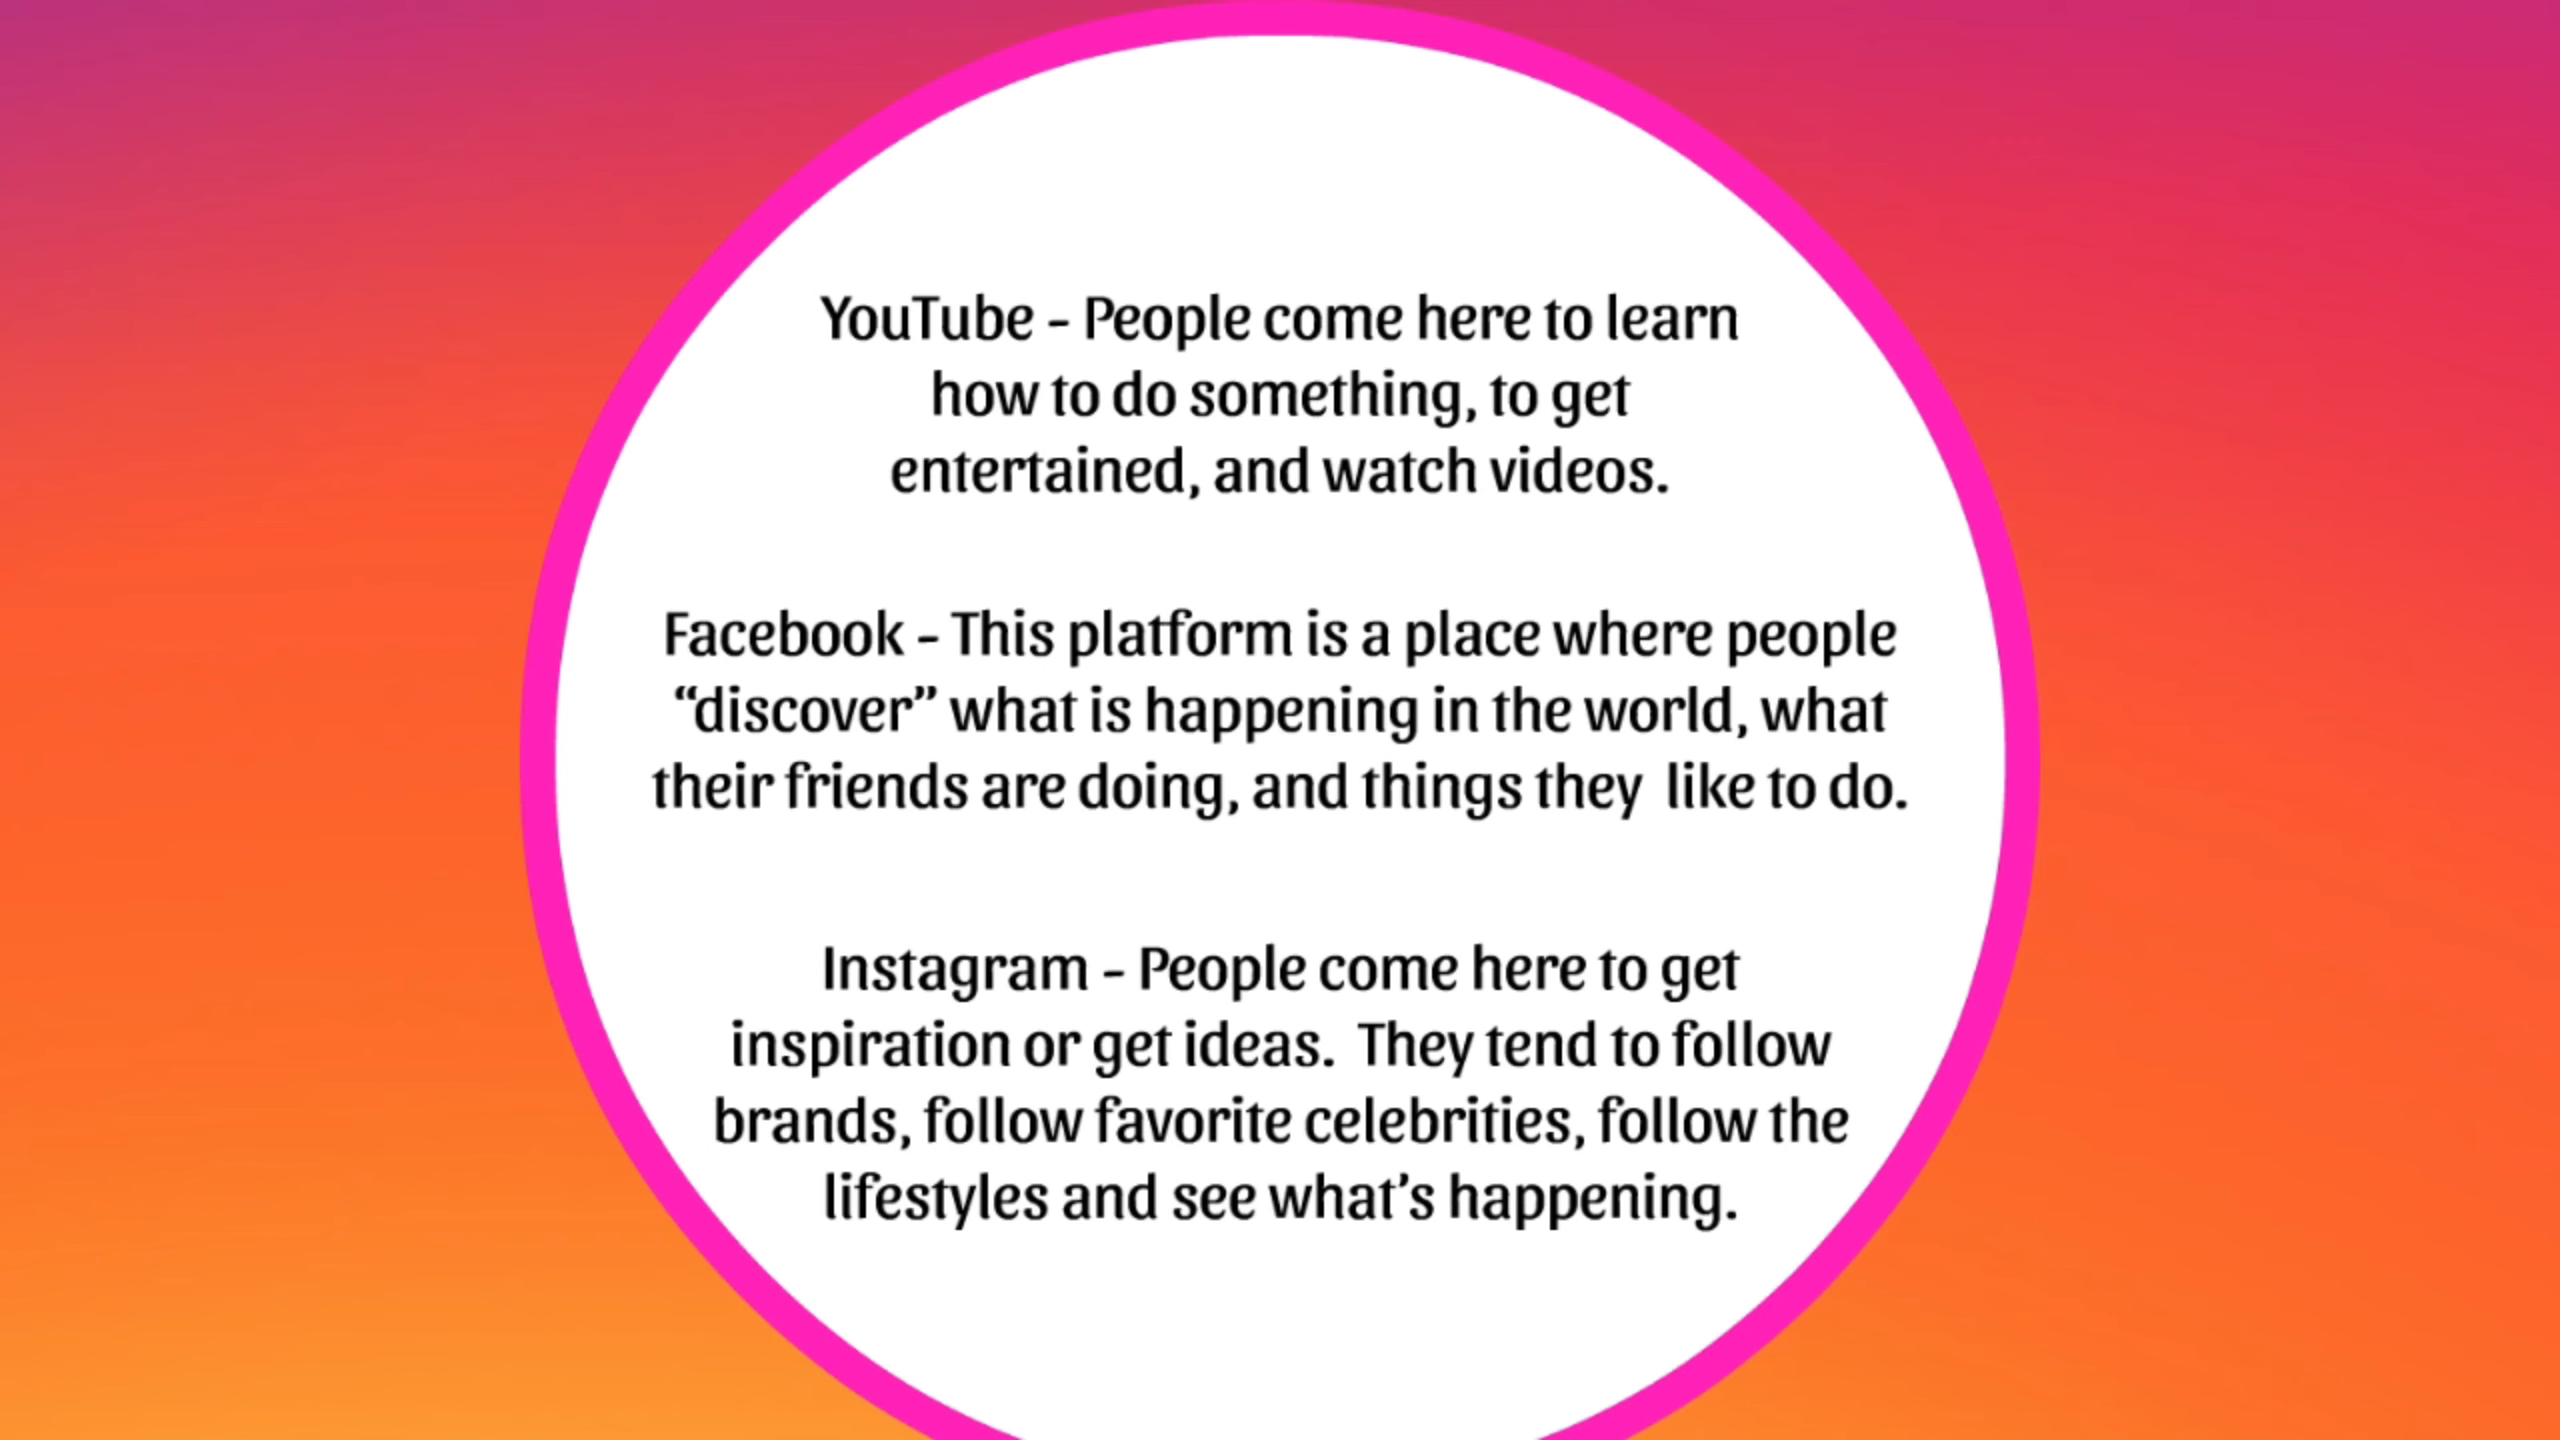 YouTube - People come here to learn
how to do something, to get
entertained, and watch videos.
Facebook - This platform is a place where people
“discover” what is happening in the world, what
their friends are doing, and things they  like to do.
Instagram - People come here to get
inspiration or get ideas.  They tend to follow
brands, follow favorite celebrities, follow the
lifestyles and see what’s happening.